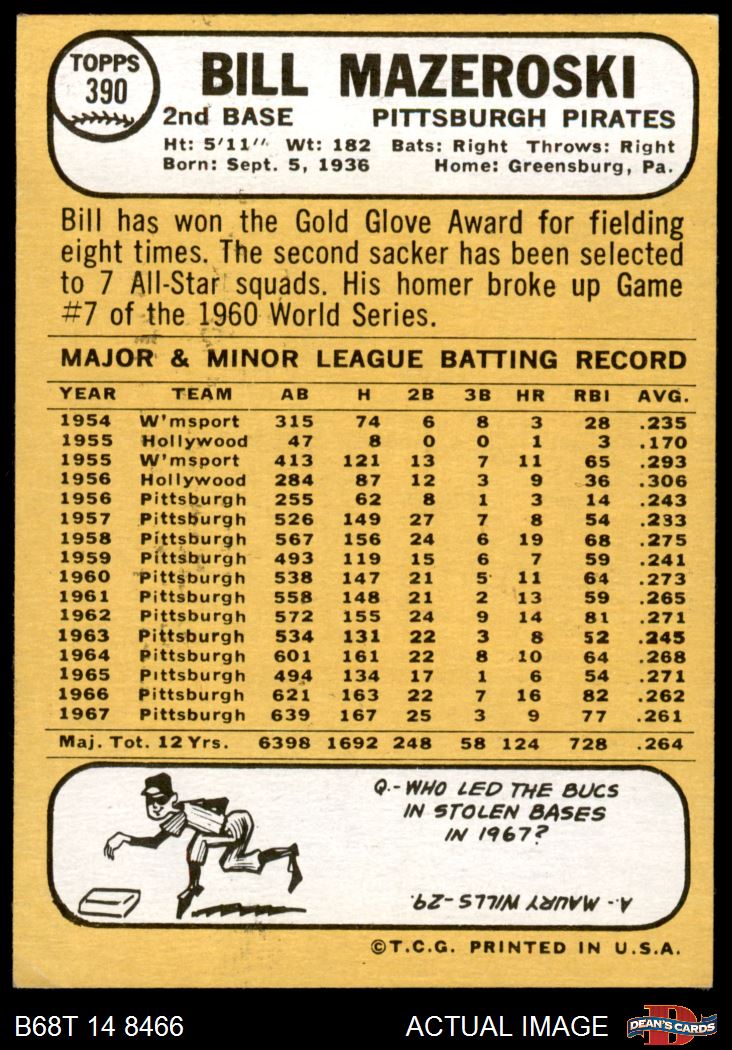 TOPPS
390
BILL MAZEROSKI
2nd BASE PITTSBURGH PIRATES
Ht: 5'11" Wt: 182 Bats: Right Throws: Right
Born: Sept. 5, 1936 Home: Greensburg, Pa.
Bill has won the Gold Glove Award for fielding
eight times. The second sacker has been selected
to 7 All-Star squads. His homer broke up Game
#7 of the 1960 World Series.
MAJOR & MINOR LEAGUE BATTING RECORD
YEAR TEAM AB H 2B 3B HR RBI AVG.
1954 W'msport 315 74 6 8 3 28 .235
1955 Hollywood 47 8 0 0 1 3 .170
1955 W'msport 413 121 13 7 11 65 .293
1956 Hollywood 284 87 12 3 9 36 .306
1956 Pittsburgh 255 62 8 1 3 14 .243
1957 Pittsburgh 526 149 27 7 8 54 .233
1958 Pittsburgh 567 156 24 6 19 68 .275
1959 Pittsburgh 493 119 15 6 7 59 .241
1960 Pittsburgh 538 147 21 5 11 64 .273
1961 Pittsburgh 558 148 21 2 13 59 .265
1962 Pittsburgh 572 155 24 9 14 81 .271
1963 Pittsburgh 534 131 22 3 8 52 .245
1964 Pittsburgh 601 161 22 8 10 64 .268
1965 Pittsburgh 494 134 17 1 6 54 .271
1966 Pittsburgh 621 163 22 7 16 82 .262
1967 Pittsburgh 639 167 25 3 9 77 .261
Maj. Tot. 12 Yrs. 6398 1692 248 58 124 728 .264
Q.-WHO LED THE BUCS
IN STOLEN BASES
IN 1967?
A.- MAURY WILLS-29.
©T.C.G. PRINTED IN U.S.A.
B68T 14 8466 ACTUAL IMAGE D DEAN'S CARDS